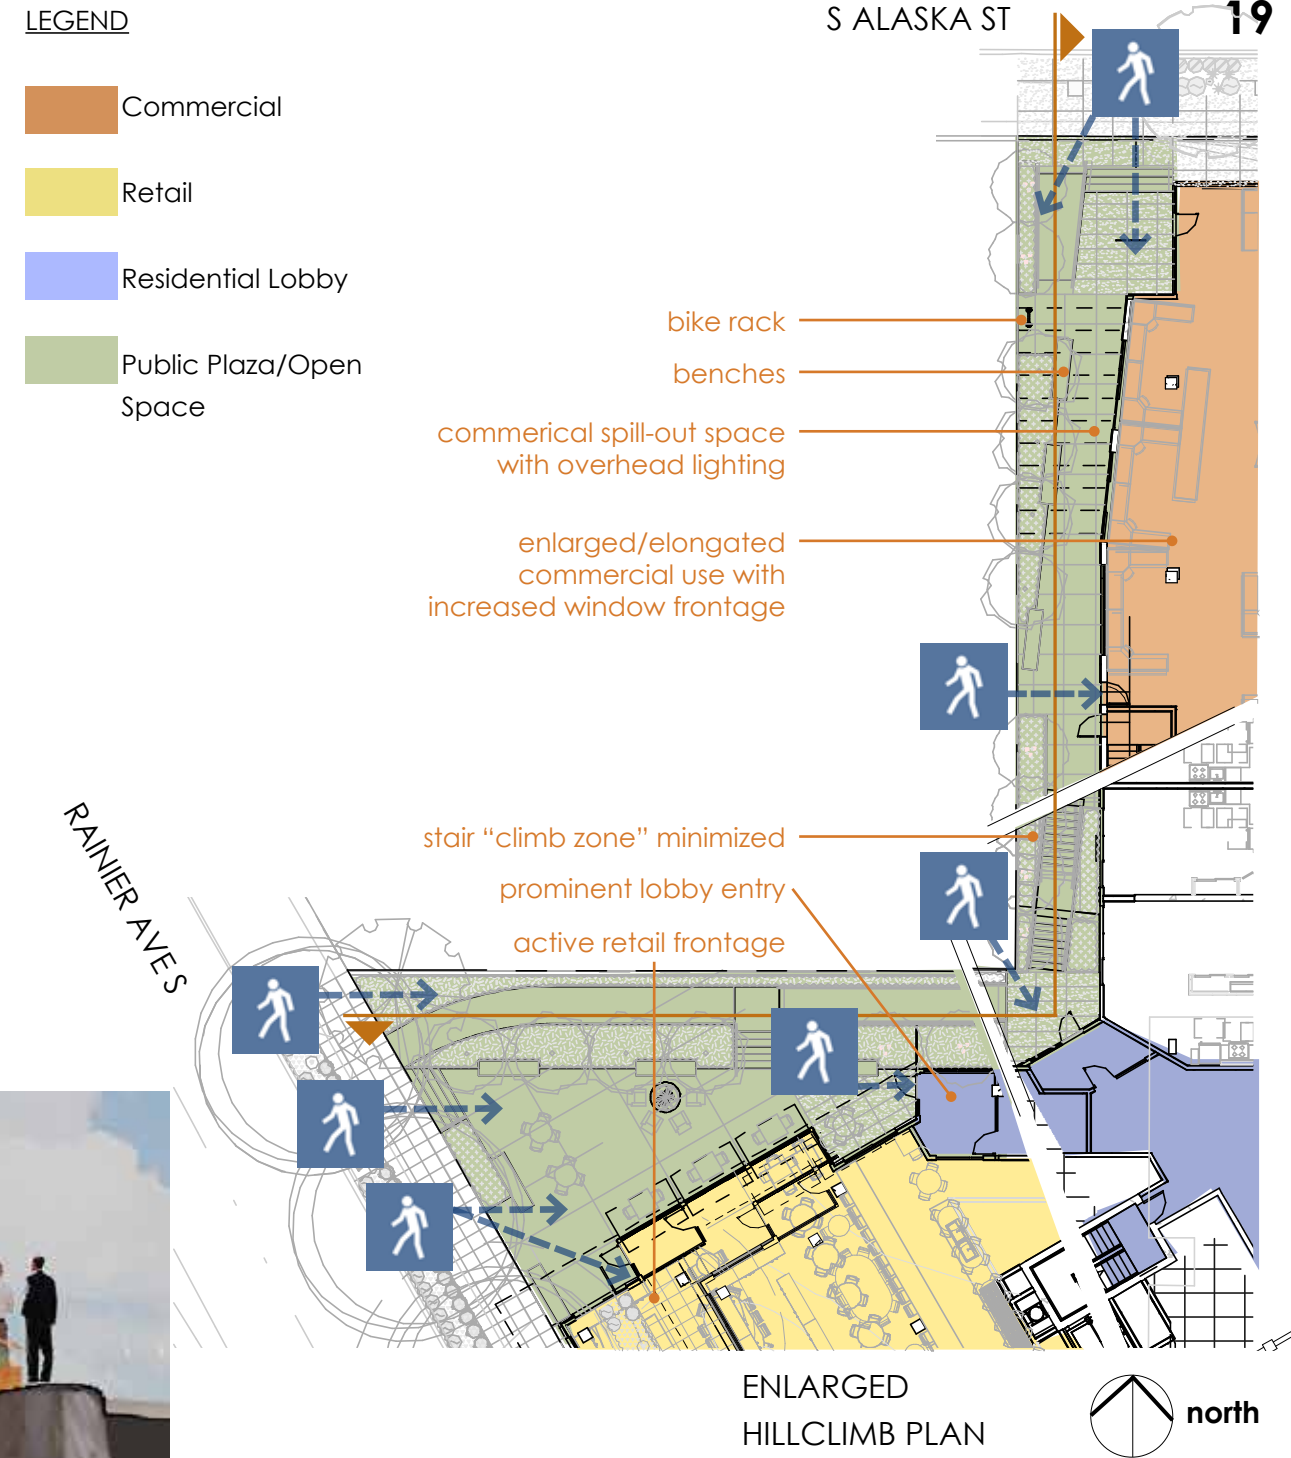 LEGEND
S ALASKA ST
19
Commercial
Retail
Residential Lobby
Public Plaza/Open
Space
bike rack
benches
commerical spill-out space
with overhead lighting
enlarged/elongated
commercial use with
increased window frontage
RAINIER AVE S
stair “climb zone” minimized
prominent lobby entry
active retail frontage
ENLARGED
HILLCLIMB PLAN
north